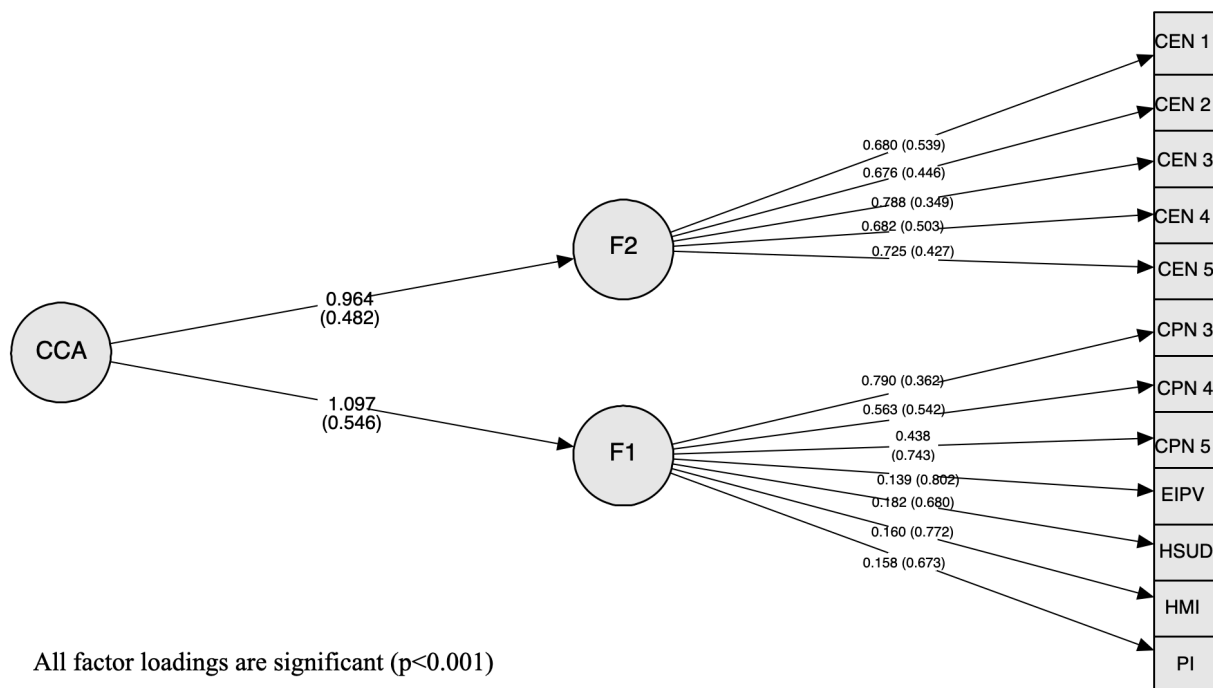 CEN 1
CEN 2
0.680 (0.539)
CEN 3
0.676 (0.446)
0.788 (0.349)
CEN 4
0.682 (0.503)
F2
0.725 (0.427)
CEN 5
0.964
(0.482)
CPN 3
CCA
0.790 (0.362)
CPN 4
1.097
(0.546)
0.563 (0.542)
0.438
(0.743)
CPN 5
F1
0.139 (0.802)
EIPV
0.182 (0.680)
0.160 (0.772)
HSUD
0.158 (0.673)
HMI
All factor loadings are significant (p<0.001)
PI